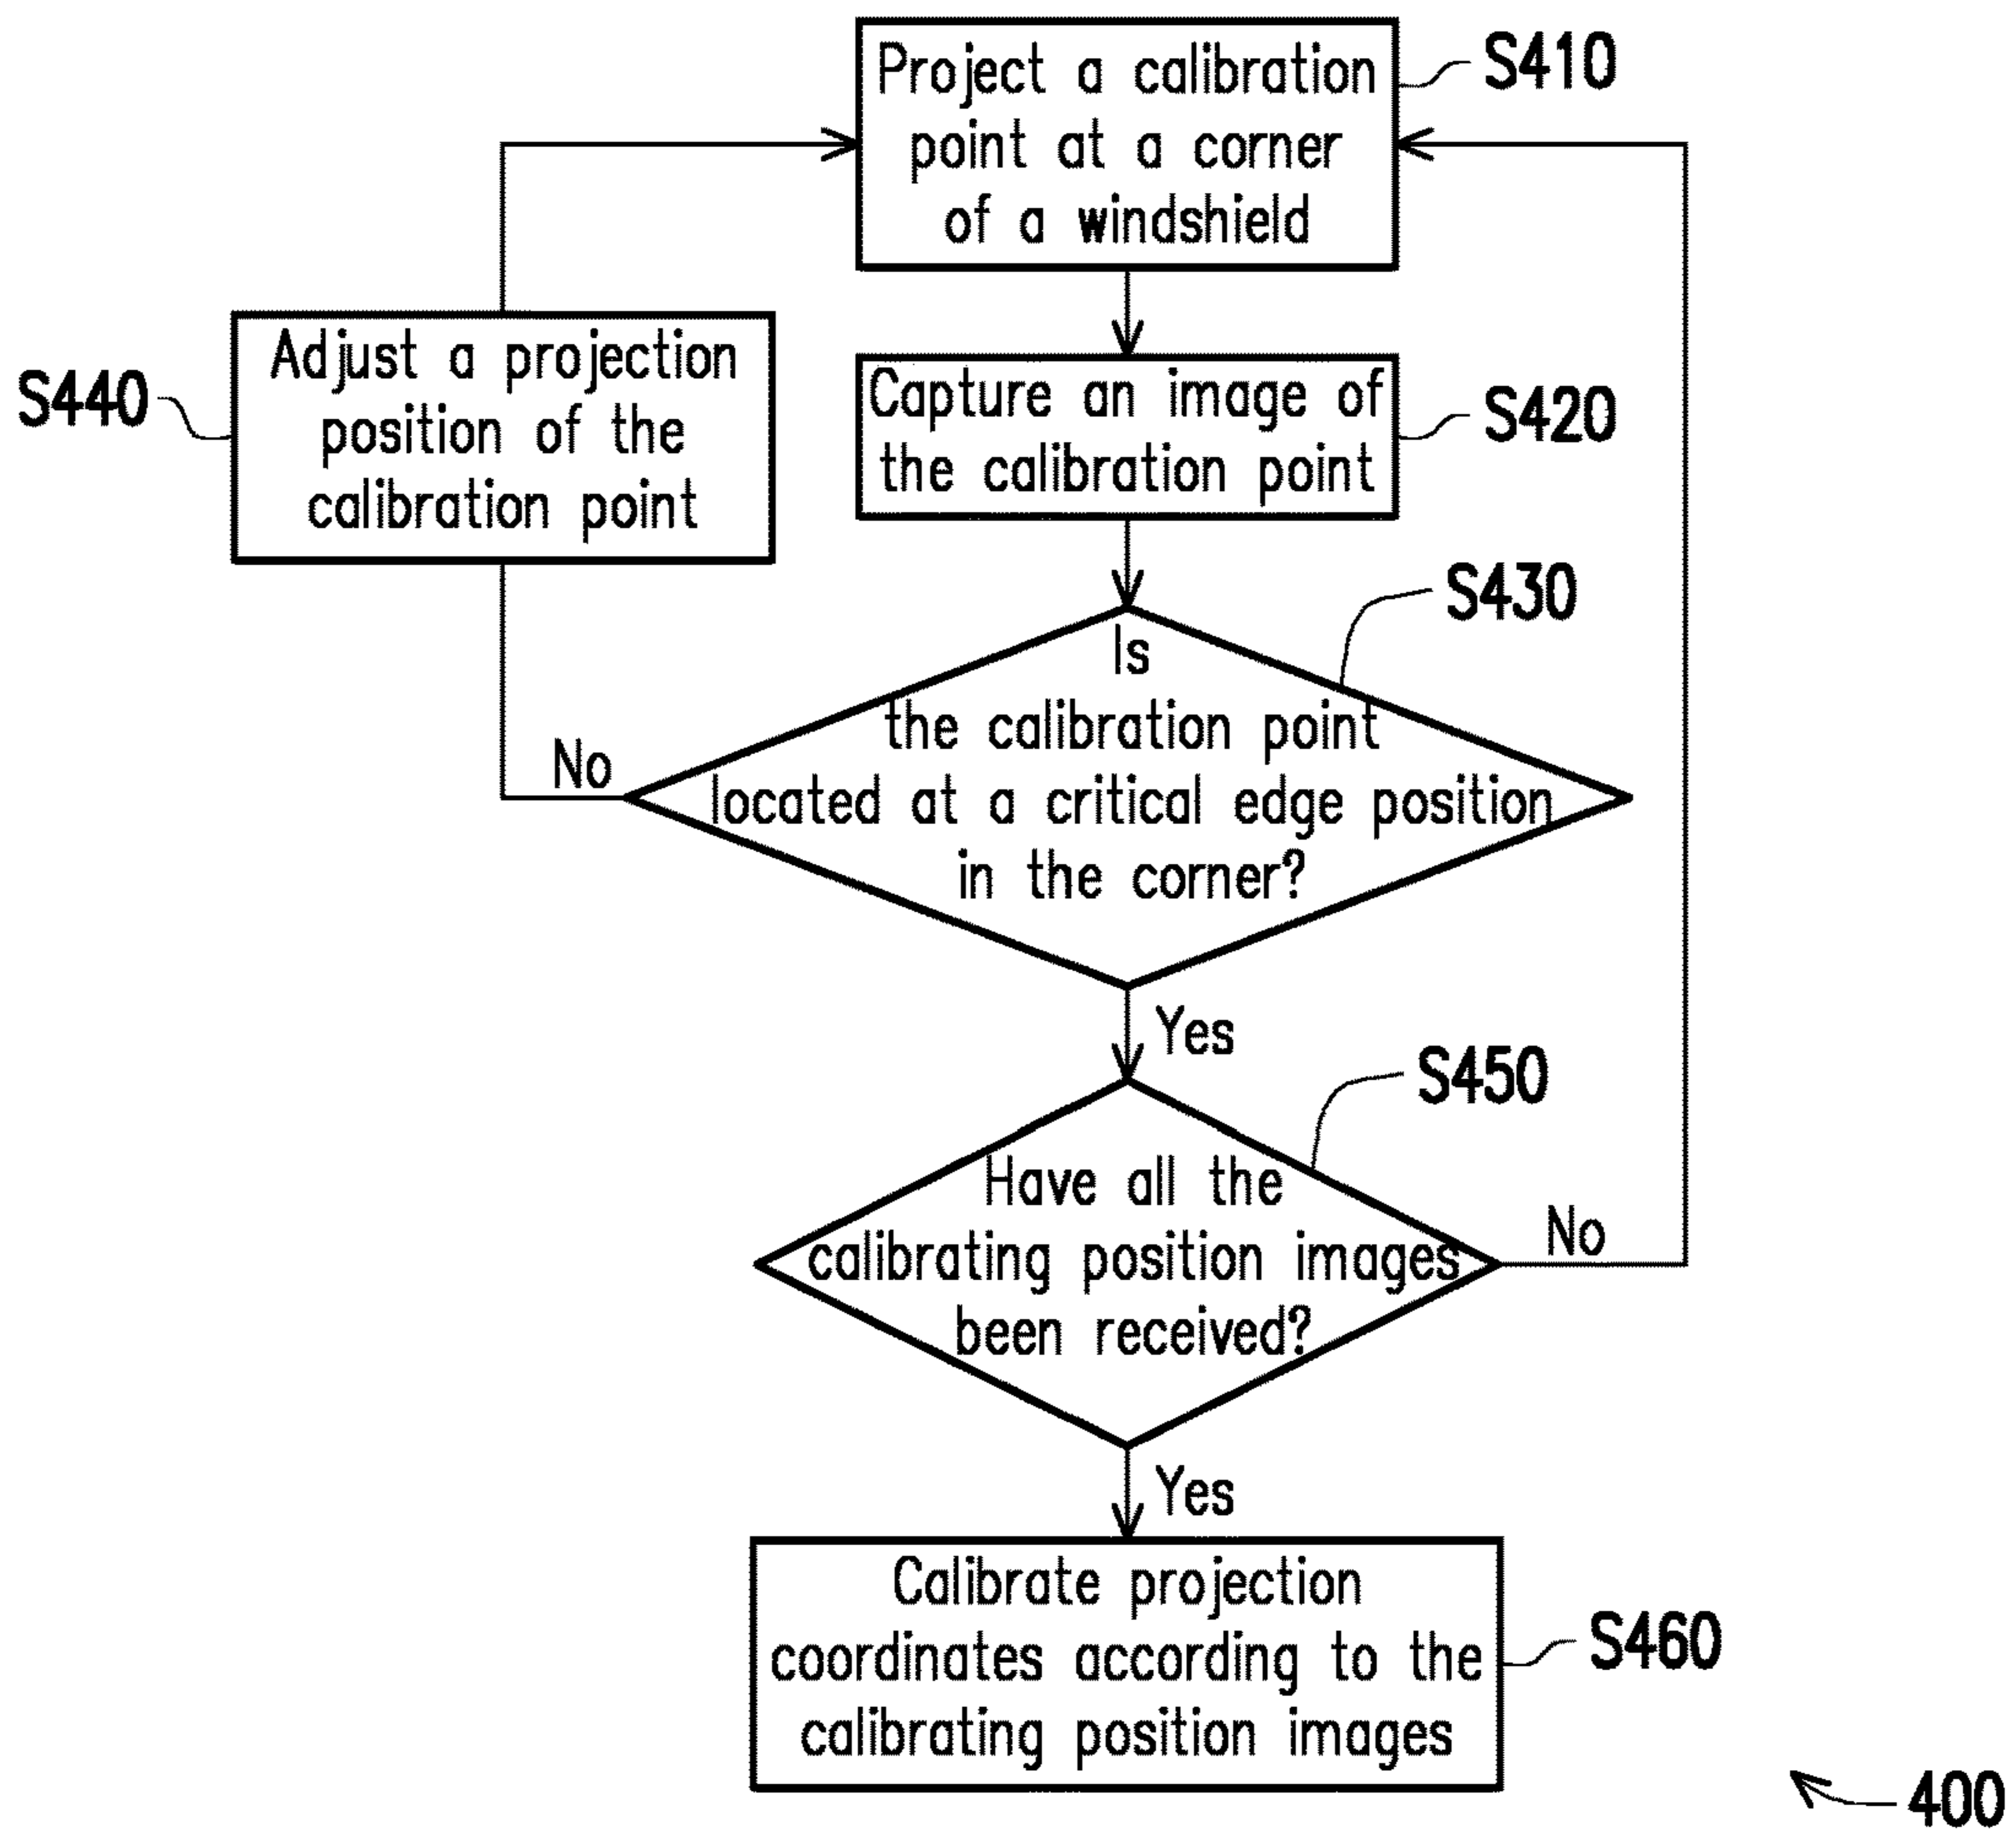 Project a calibration
point at a corner
of a windshield
S410
Adjust a projection
position of the
calibration point
S440
Capture an image of
the calibration point
S420
Is
the calibration point
located at a critical edge position
in the corner?
S430
No
Yes
Have all the
calibrating position images
been received?
S450
No
Yes
Calibrate projection
coordinates according to the
calibrating position images
S460
400